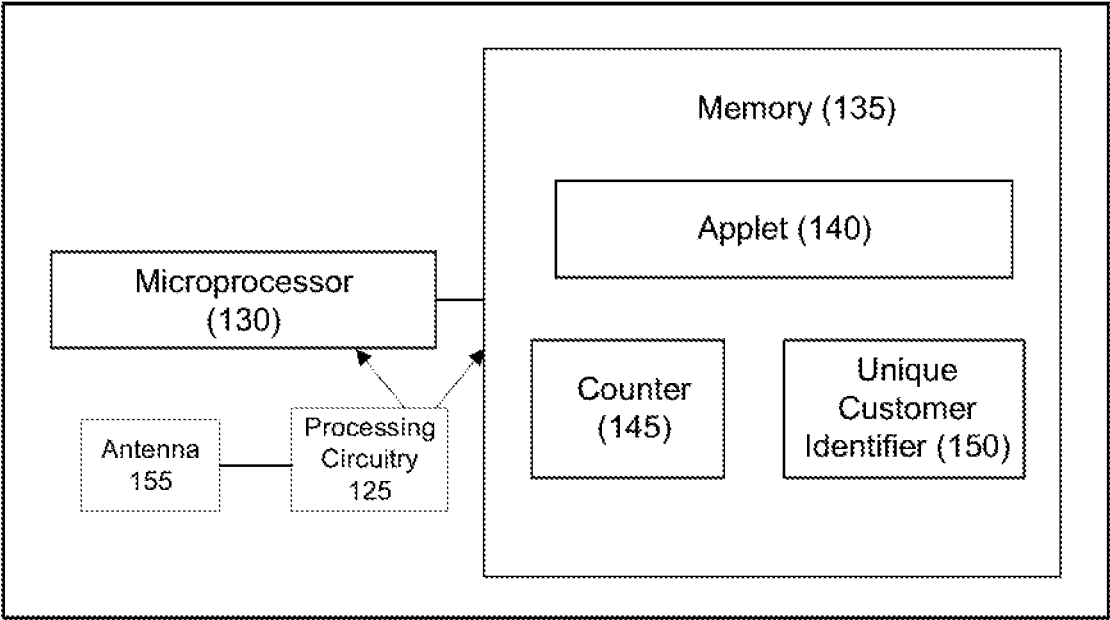 Memory (135)
Applet (140)
Microprocessor
(130)
Counter
(145)
Unique
Customer
Identifier (150)
Antenna
155
Processing
Circuitry
125